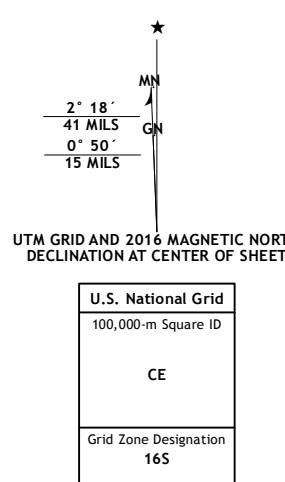 ★
MN
2° 18´
41 MILS
GN
0° 50´
15 MILS
UTM GRID AND 2016 MAGNETIC NORT
DECLINATION AT CENTER OF SHEET
U.S. National Grid
100,000-m Square ID
CE
Grid Zone Designation
16S